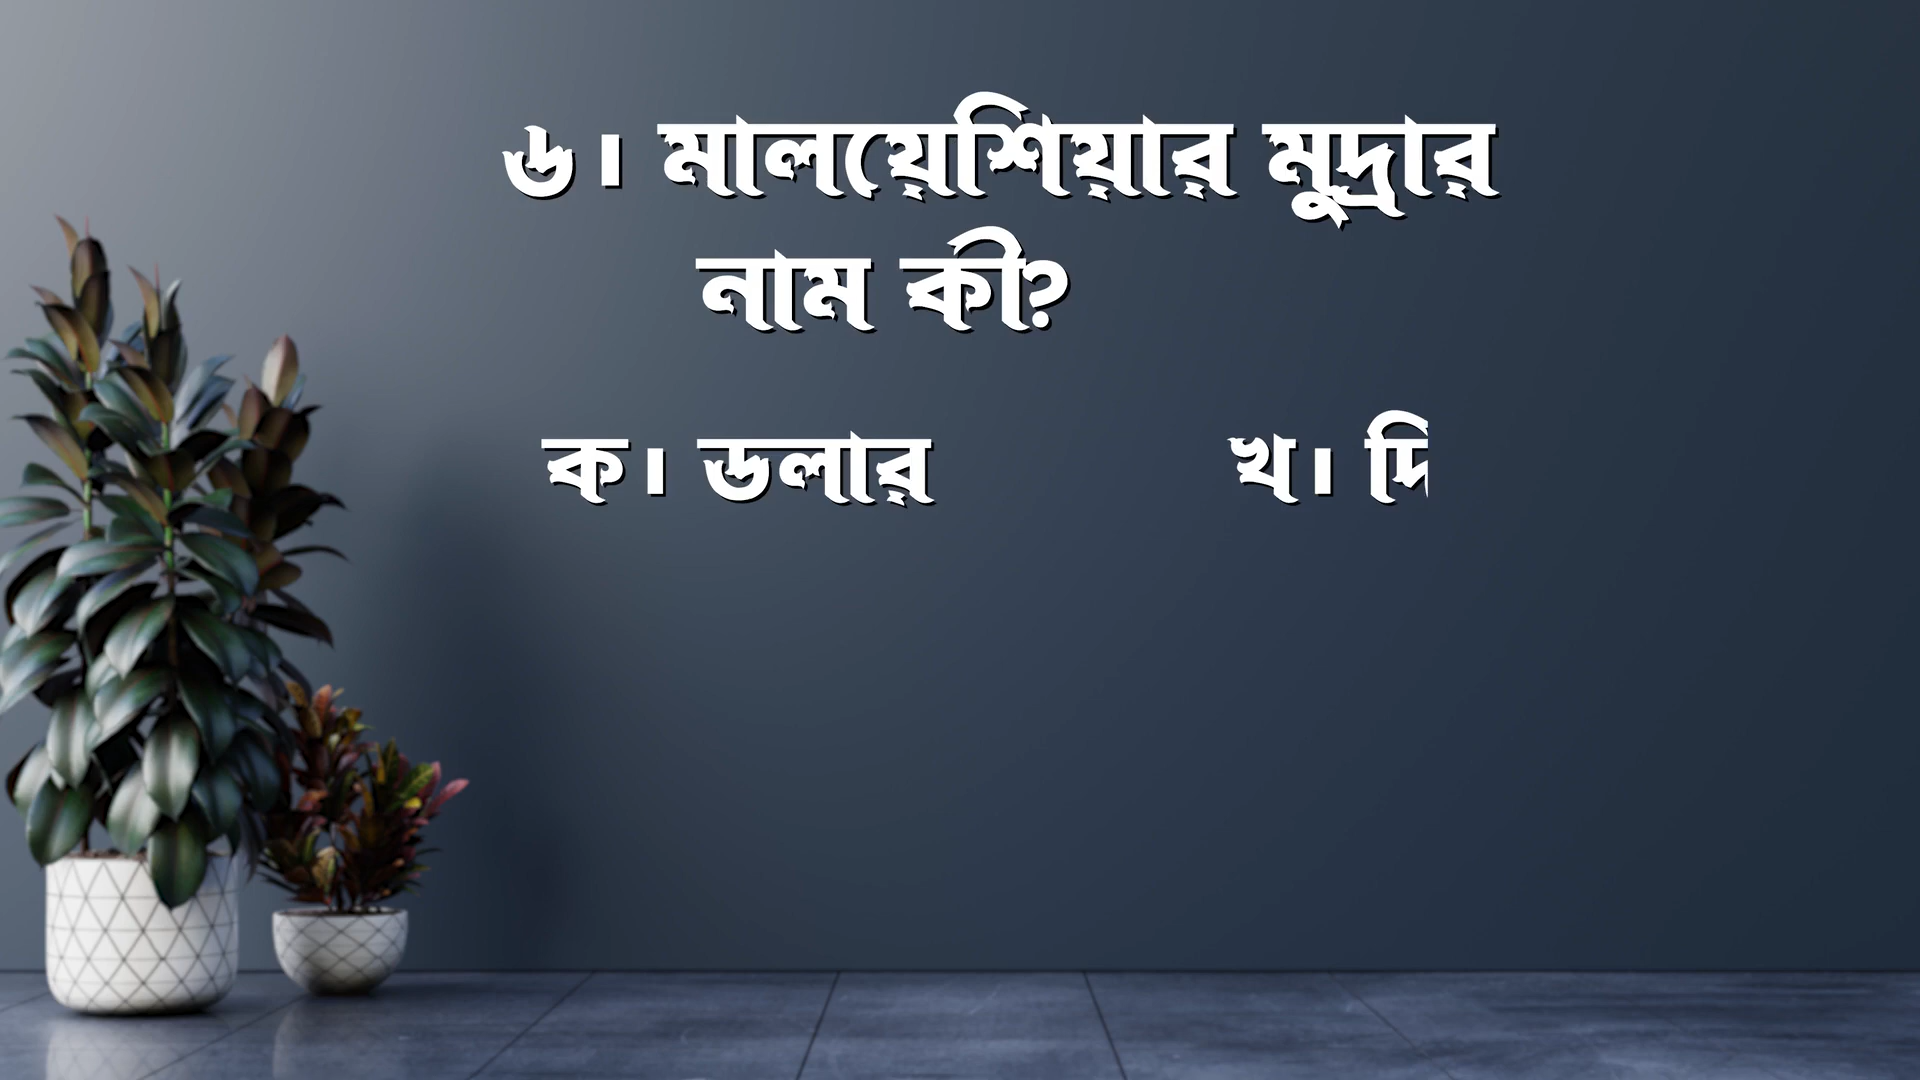 ৬। মালয়েশিয়ার মুদ্রার
নাম কী?
ক। ডলার খ।